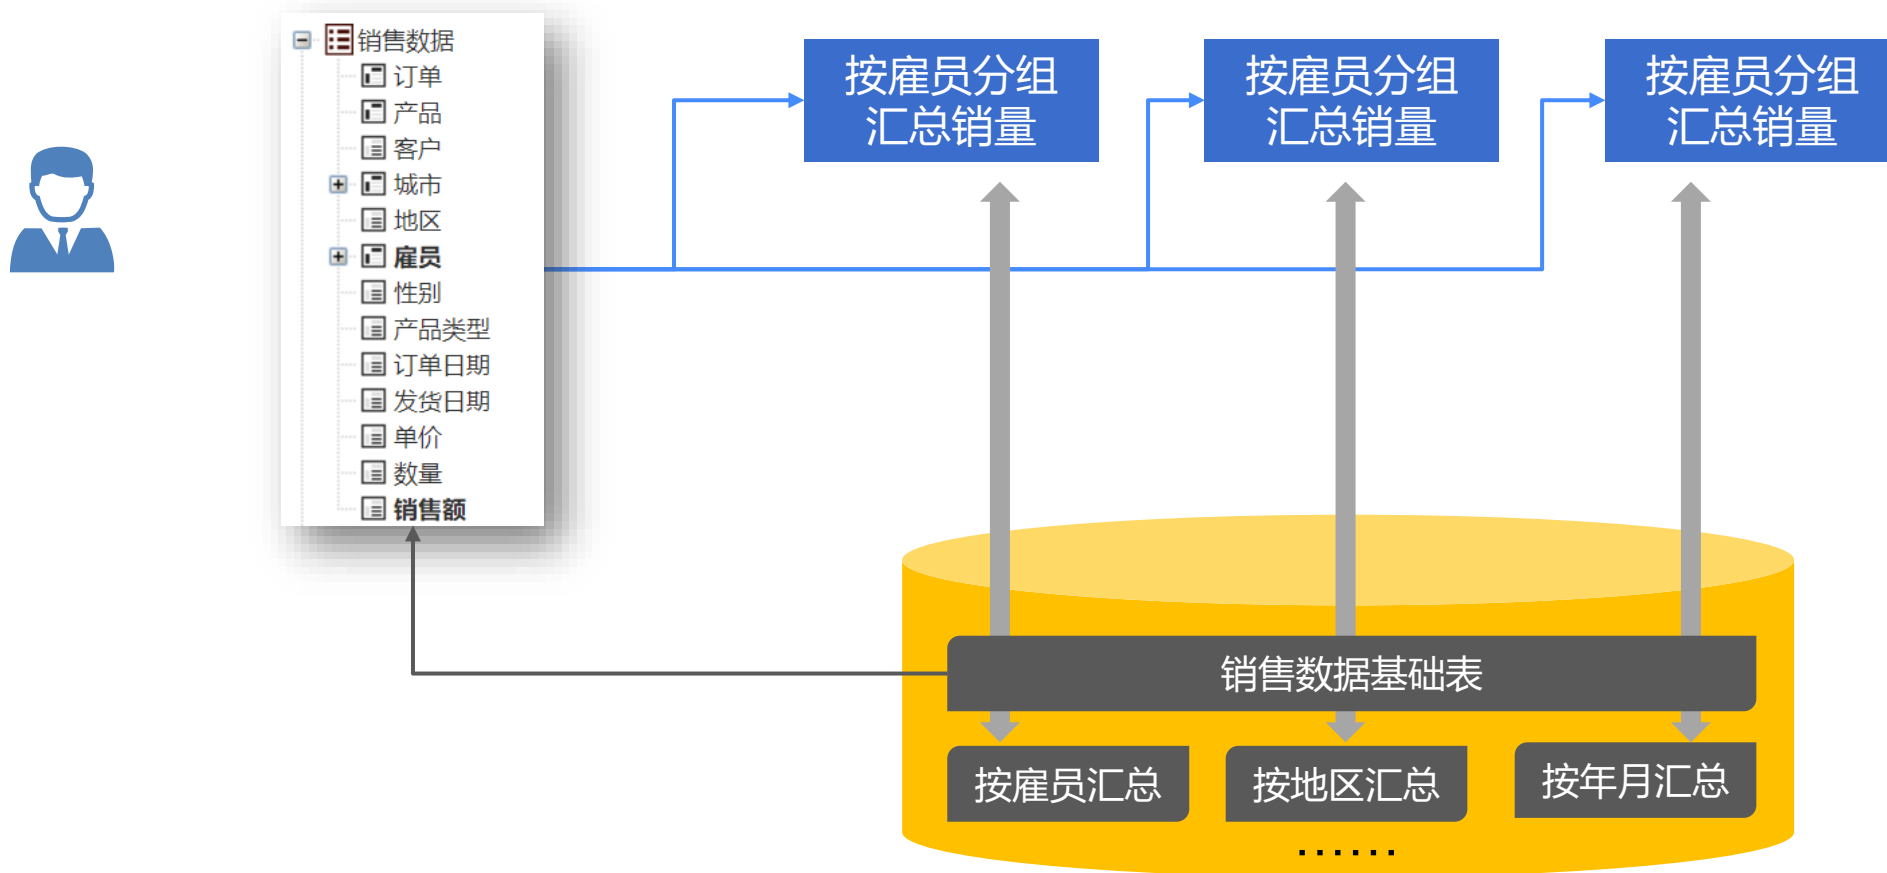 销售数据
订单
产品
客户
城市
地区
雇员
性别
产品类型
订单日期
发货日期
单价
数量
销售额
按雇员分组
汇总销量
按雇员分组
汇总销量
按雇员分组
汇总销量
销售数据基础表
按雇员汇总
按地区汇总
按年月汇总
······